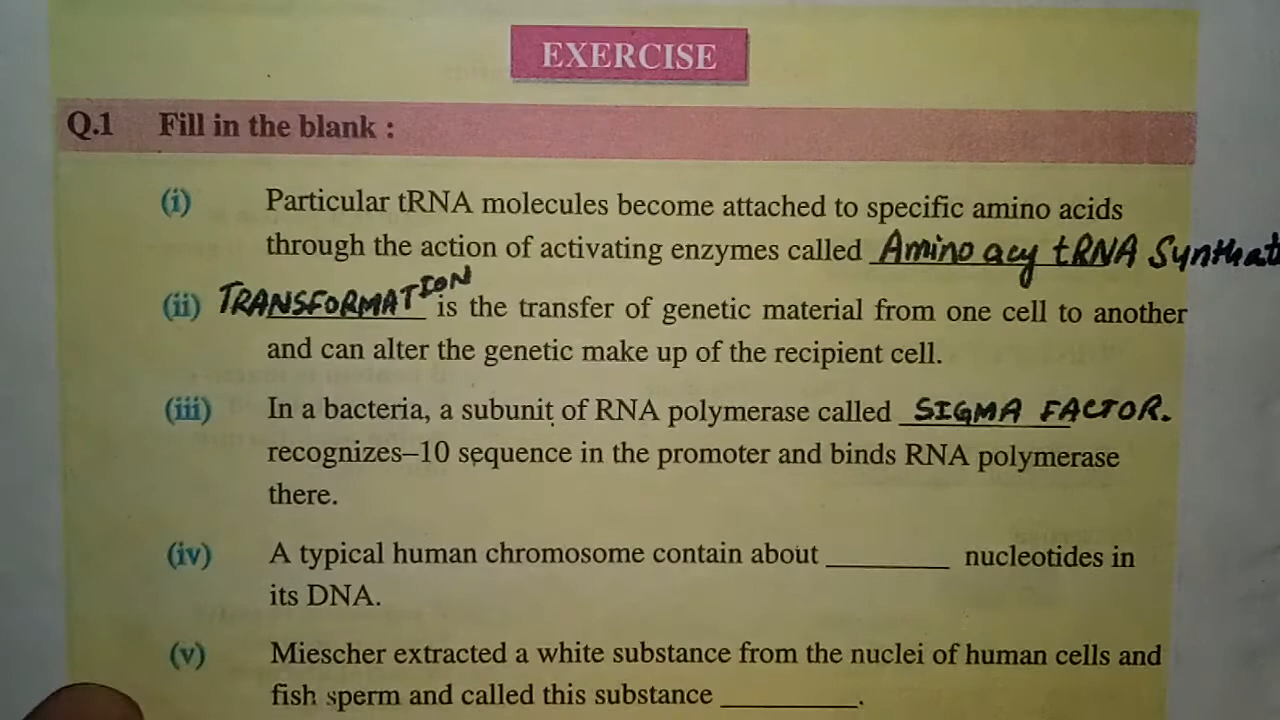 EXERCISE
Q.1 Fill in the blank :
(i) Particular tRNA molecules become attached to specific amino acids
through the action of activating enzymes called Amino acy tRNA Synthat
(ii) TRANSFORMATION is the transfer of genetic material from one cell to another
and can alter the genetic make up of the recipient cell.
(iii) In a bacteria, a subunit of RNA polymerase called SIGMA FACTOR.
recognizes–10 sequence in the promoter and binds RNA polymerase
there.
(iv) A typical human chromosome contain about ________ nucleotides in
its DNA.
(v) Miescher extracted a white substance from the nuclei of human cells and
fish sperm and called this substance ________.